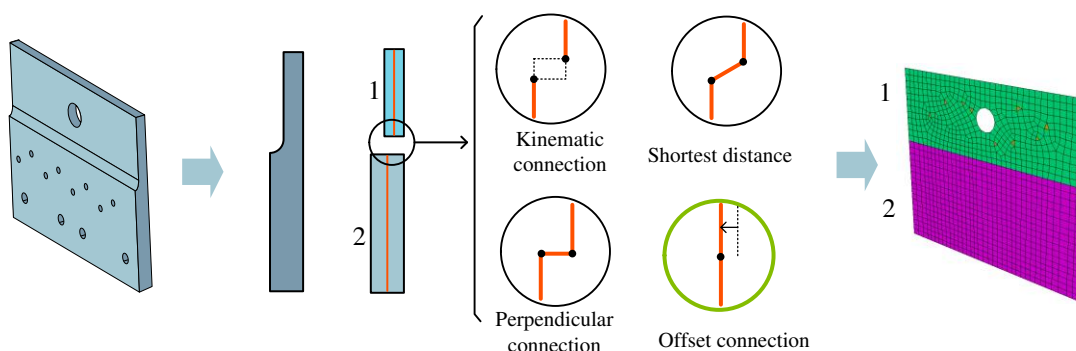 1
2
Kinematic
connection
Shortest distance
Perpendicular
connection
Offset connection
1
2